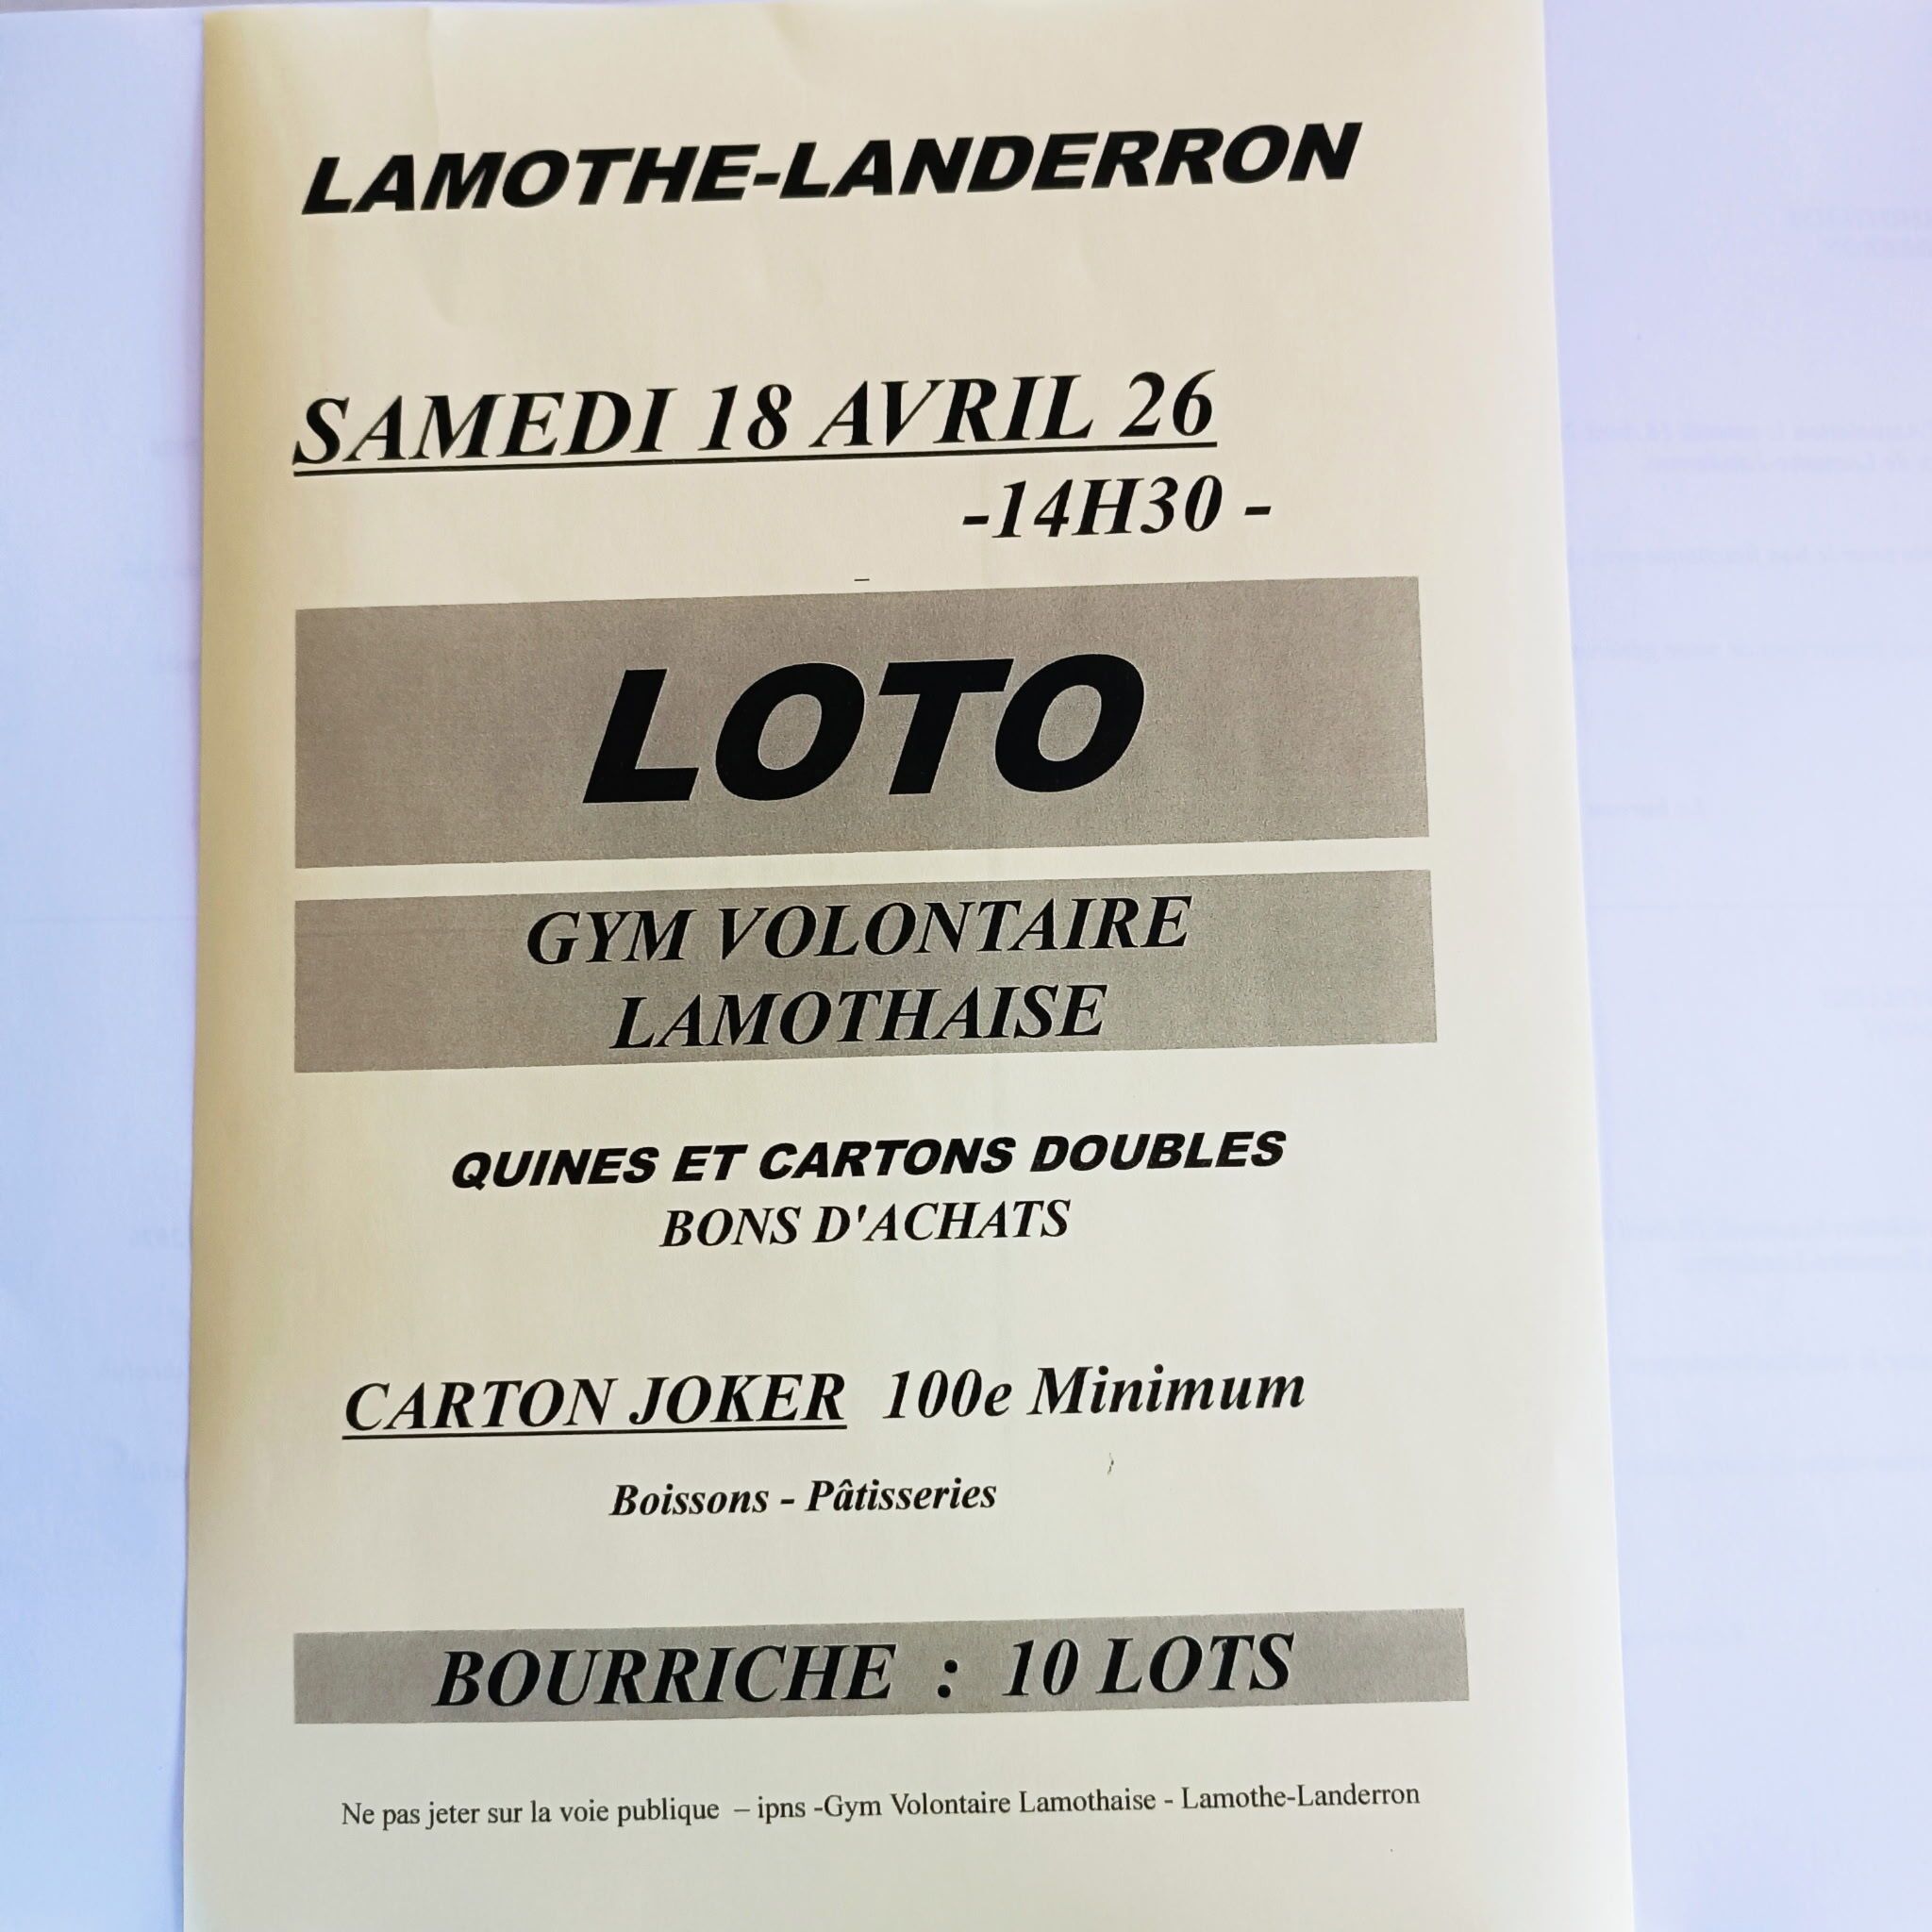 LAMOTHE-LANDERRON
SAMEDI 18 AVRIL 26
-14H30 -
LOTO
GYM VOLONTAIRE
LAMOTHAISE
QUINES ET CARTONS DOUBLES
BONS D'ACHATS
CARTON JOKER 100e Minimum
Boissons - Pâtisseries
BOURRICHE : 10 LOTS
Ne pas jeter sur la voie publique – ipns -Gym Volontaire Lamothaise - Lamothe-Landerron